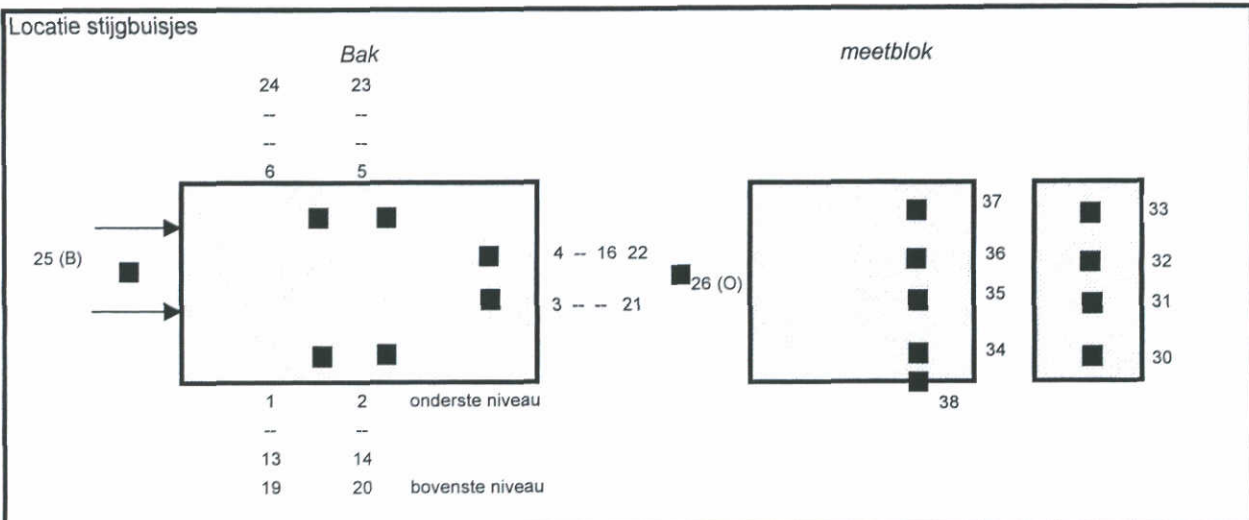 Locatie stijgbuisjes
Bak meetblok
24 23
-- --
-- --
6 5
37 33
25 (B) 4 -- 16 22 36 32
26 (O)
3 -- -- 21 35 31
34 30
1 2 onderste niveau 38
-- --
13 14
19 20 bovenste niveau